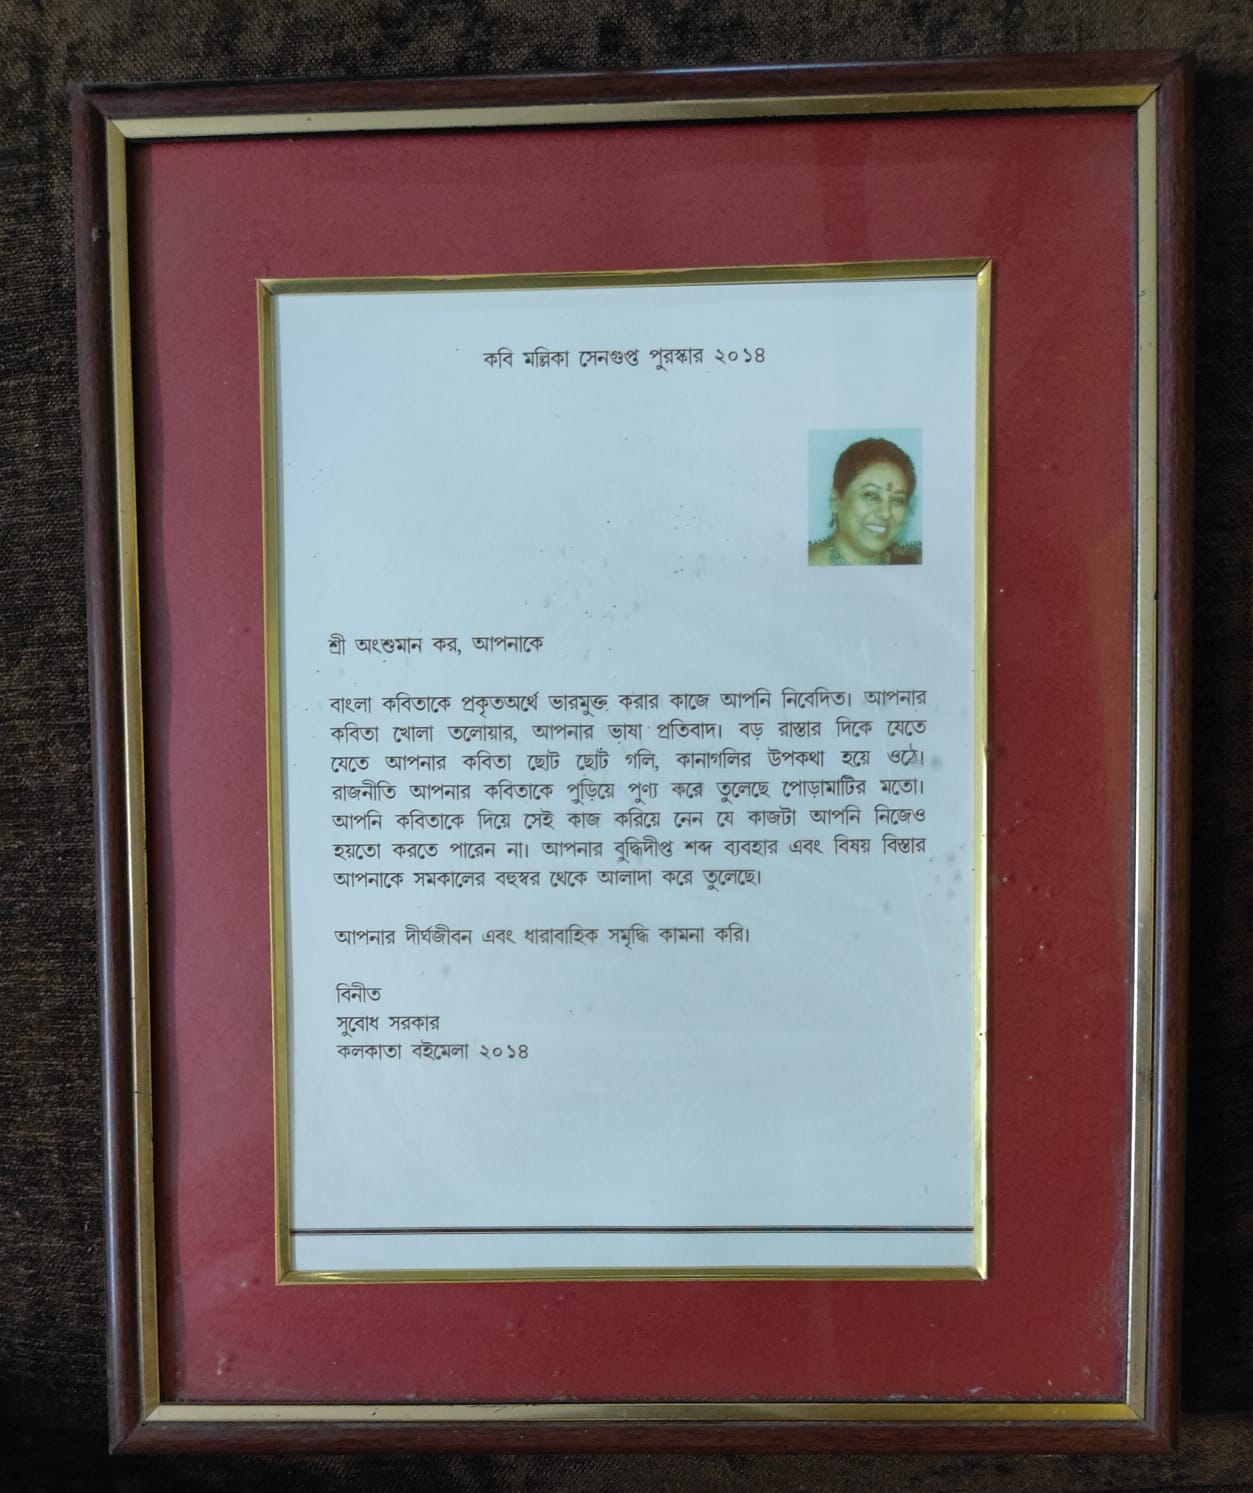 কবি মল্লিকা সেনগুপ্ত পুরস্কার ২০১৪
শ্রী অংশুমান কর, আপনাকে
বাংলা কবিতাকে প্রকৃতঅর্থে ভারমুক্ত করার কাজে আপনি নিবেদিত। আপনার
কবিতা খোলা তলোয়ার, আপনার ভাষা প্রতিবাদ। বড় রাস্তার দিকে যেতে
যেতে আপনার কবিতা ছোট ছোট গলি, কানাগলির উপকথা হয়ে ওঠে।
রাজনীতি আপনার কবিতাকে পুড়িয়ে পুণ্য করে তুলেছে পোড়ামাটির মতো।
আপনি কবিতাকে দিয়ে সেই কাজ করিয়ে নেন যে কাজটা আপনি নিজেও
হয়তো করতে পারেন না। আপনার বুদ্ধিদীপ্ত শব্দ ব্যবহার এবং বিষয় বিস্তার
আপনাকে সমকালের বহুস্বর থেকে আলাদা করে তুলেছে।
আপনার দীর্ঘজীবন এবং ধারাবাহিক সমৃদ্ধি কামনা করি।
বিনীত
সুবোধ সরকার
কলকাতা বইমেলা ২০১৪